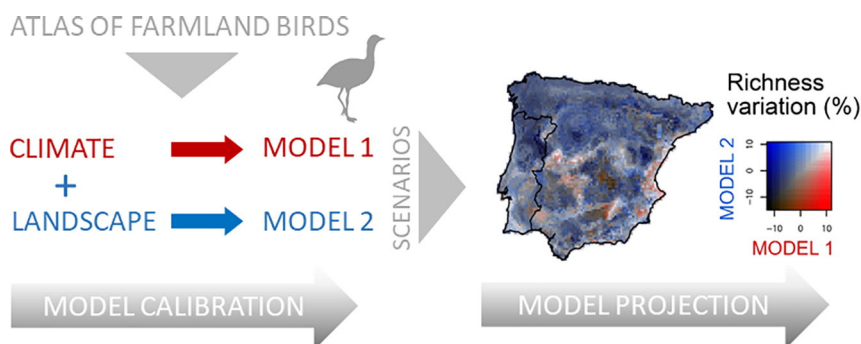 ATLAS OF FARMLAND BIRDS
CLIMATE
MODEL 1
+
LANDSCAPE
MODEL 2
SCENARIOS
Richness
variation (%)
MODEL 2
10
0
−10
−10
0
10
MODEL 1
MODEL CALIBRATION
MODEL PROJECTION